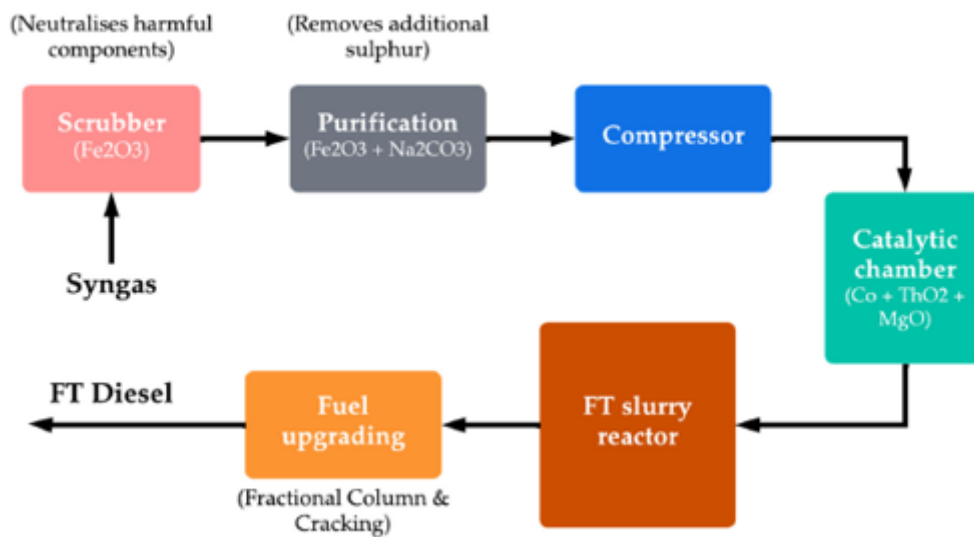 (Neutralises harmful
components)
(Removes additional
sulphur)
Scrubber
(Fe2O3)
Purification
(Fe2O3 + Na2CO3)
Compressor
Syngas
Catalytic
chamber
(Co + ThO2 +
MgO)
FT slurry
reactor
Fuel
upgrading
(Fractional Column &
Cracking)
FT Diesel